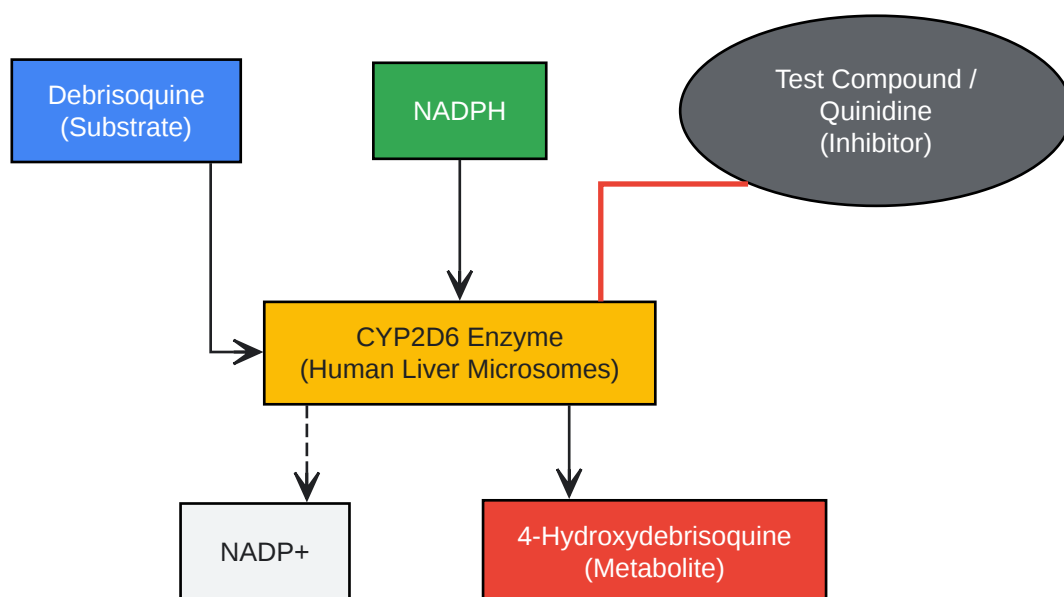 Debrisoquine
(Substrate)
NADPH
Test Compound /
Quinidine
(Inhibitor)
CYP2D6 Enzyme
(Human Liver Microsomes)
NADP+
4-Hydroxydebrisoquine
(Metabolite)